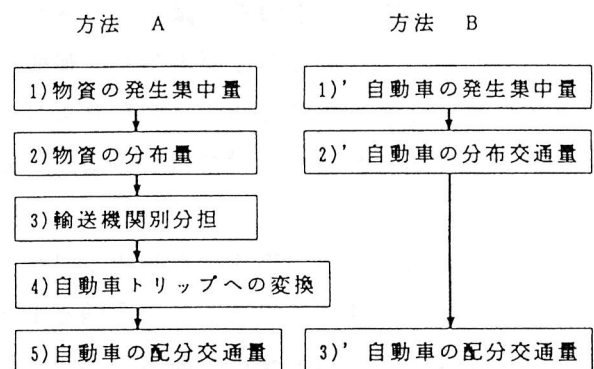 方法 A
1)物資の発生集中量
2)物資の分布量
3)輸送機関別分担
4)自動車トリップへの変換
5)自動車の配分交通量
方法 B
1)' 自動車の発生集中量
2)' 自動車の分布交通量
3)' 自動車の配分交通量